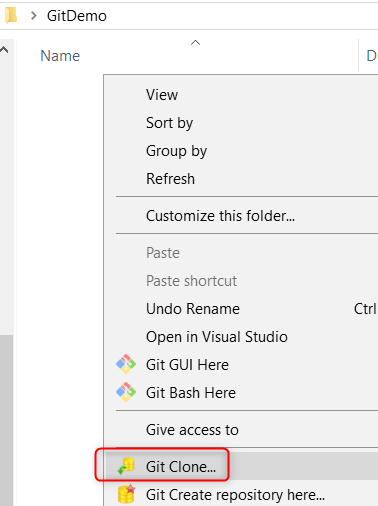 GitDemo
Name
D
View
Sort by
Group by
Refresh
Customize this folder...
Paste
Paste shortcut
Undo Rename Ctrl
Open in Visual Studio
Git GUI Here
Git Bash Here
Give access to
Git Clone...
Git Create repository here...